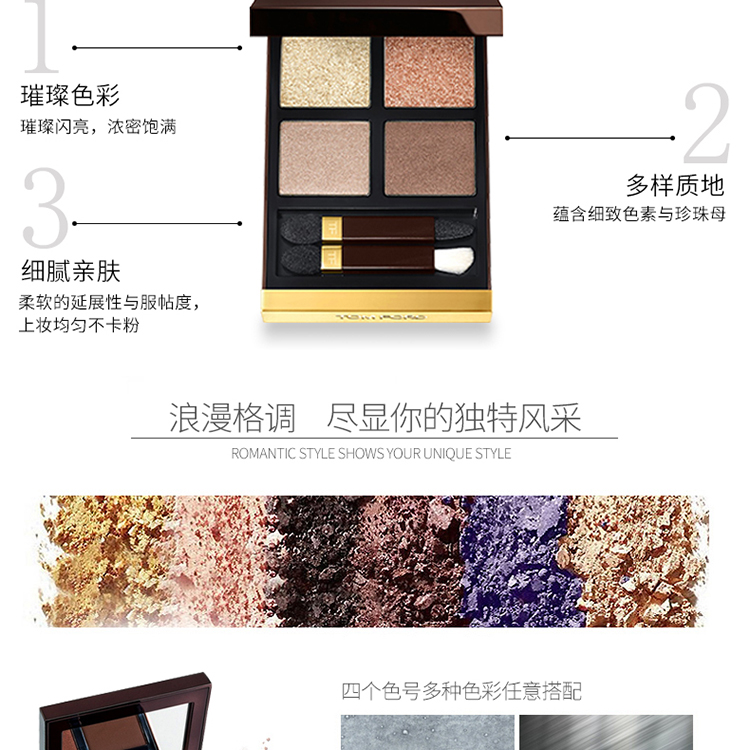 1
璀璨色彩
璀璨闪亮，浓密饱满
2
多样质地
蕴含细致色素与珍珠母
3
细腻亲肤
柔软的延展性与服帖度，
上妆均匀不卡粉
TF
TF
浪漫格调 尽显你的独特风采
ROMANTIC STYLE SHOWS YOUR UNIQUE STYLE
四个色号多种色彩任意搭配